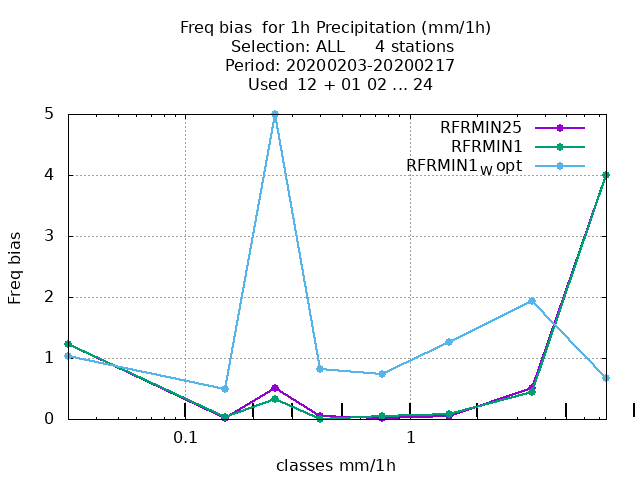 Freq bias  for 1h Precipitation (mm/1h)
Selection: ALL      4 stations
Period: 20200203-20200217
Used  12 + 01 02 ... 24
RFRMIN25
RFRMIN1
RFRMIN1W opt
5
4
3
2
1
0
Freq bias
0.1
1
classes mm/1h